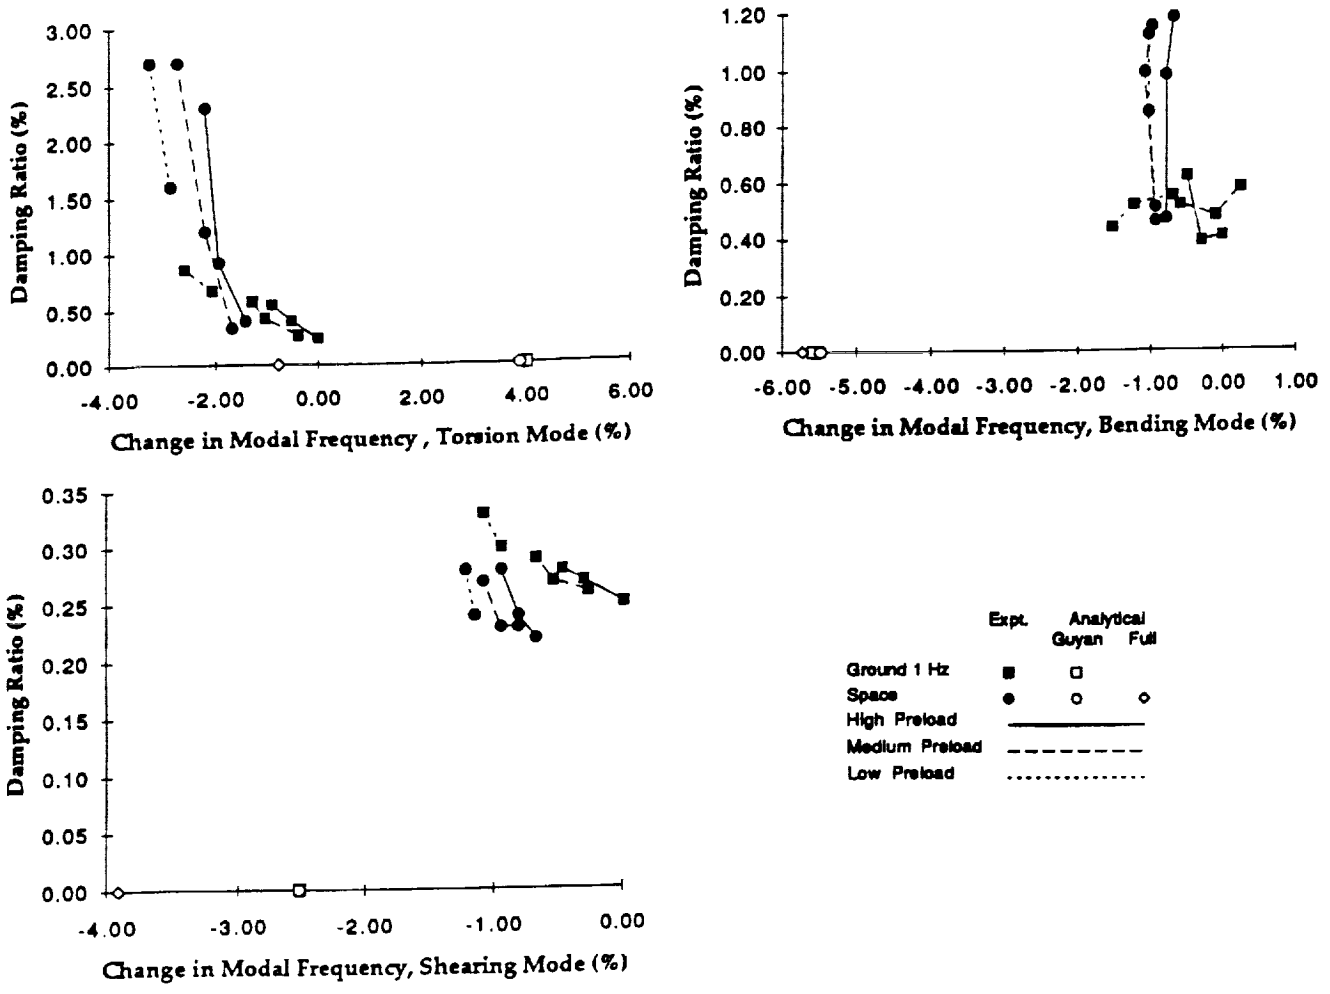 3.00
2.50
2.00
1.50
1.00
0.50
0.00
Damping Ratio (%)
-4.00 -2.00 0.00 2.00 4.00 6.00
Change in Modal Frequency , Torsion Mode (%)
1.20
1.00
0.80
0.60
0.40
0.20
0.00
Damping Ratio (%)
-6.00 -5.00 -4.00 -3.00 -2.00 -1.00 0.00 1.00
Change in Modal Frequency, Bending Mode (%)
0.35
0.30
0.25
0.20
0.15
0.10
0.05
0.00
Damping Ratio (%)
-4.00 -3.00 -2.00 -1.00 0.00
Change in Modal Frequency, Shearing Mode (%)
Expt. Analytical
Guyan Full
Ground 1 Hz
Space
High Preload
Medium Preload
Low Preload